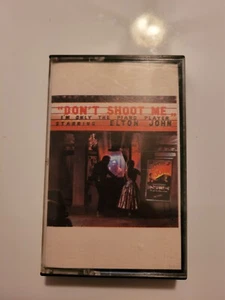 "DON'T SHOOT ME
I'M ONLY THE PIANO PLAYER"
STARRING ELTON JOHN